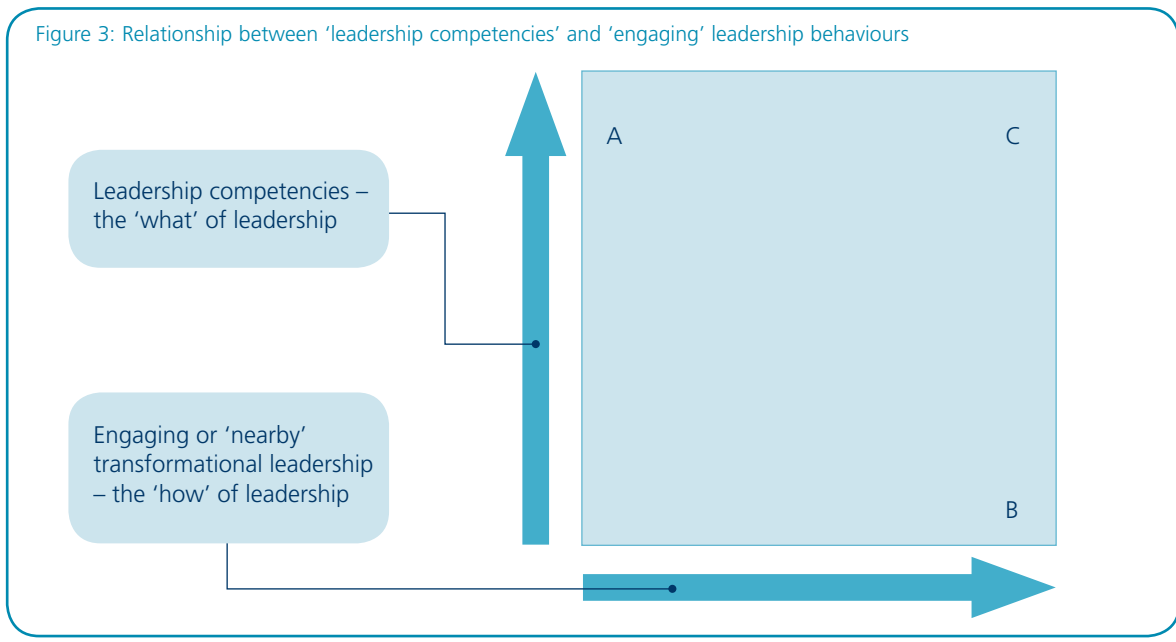 Figure 3: Relationship between ‘leadership competencies’ and ‘engaging’ leadership behaviours
A
C
Leadership competencies –
the ‘what’ of leadership
Engaging or ‘nearby’
transformational leadership
– the ‘how’ of leadership
B